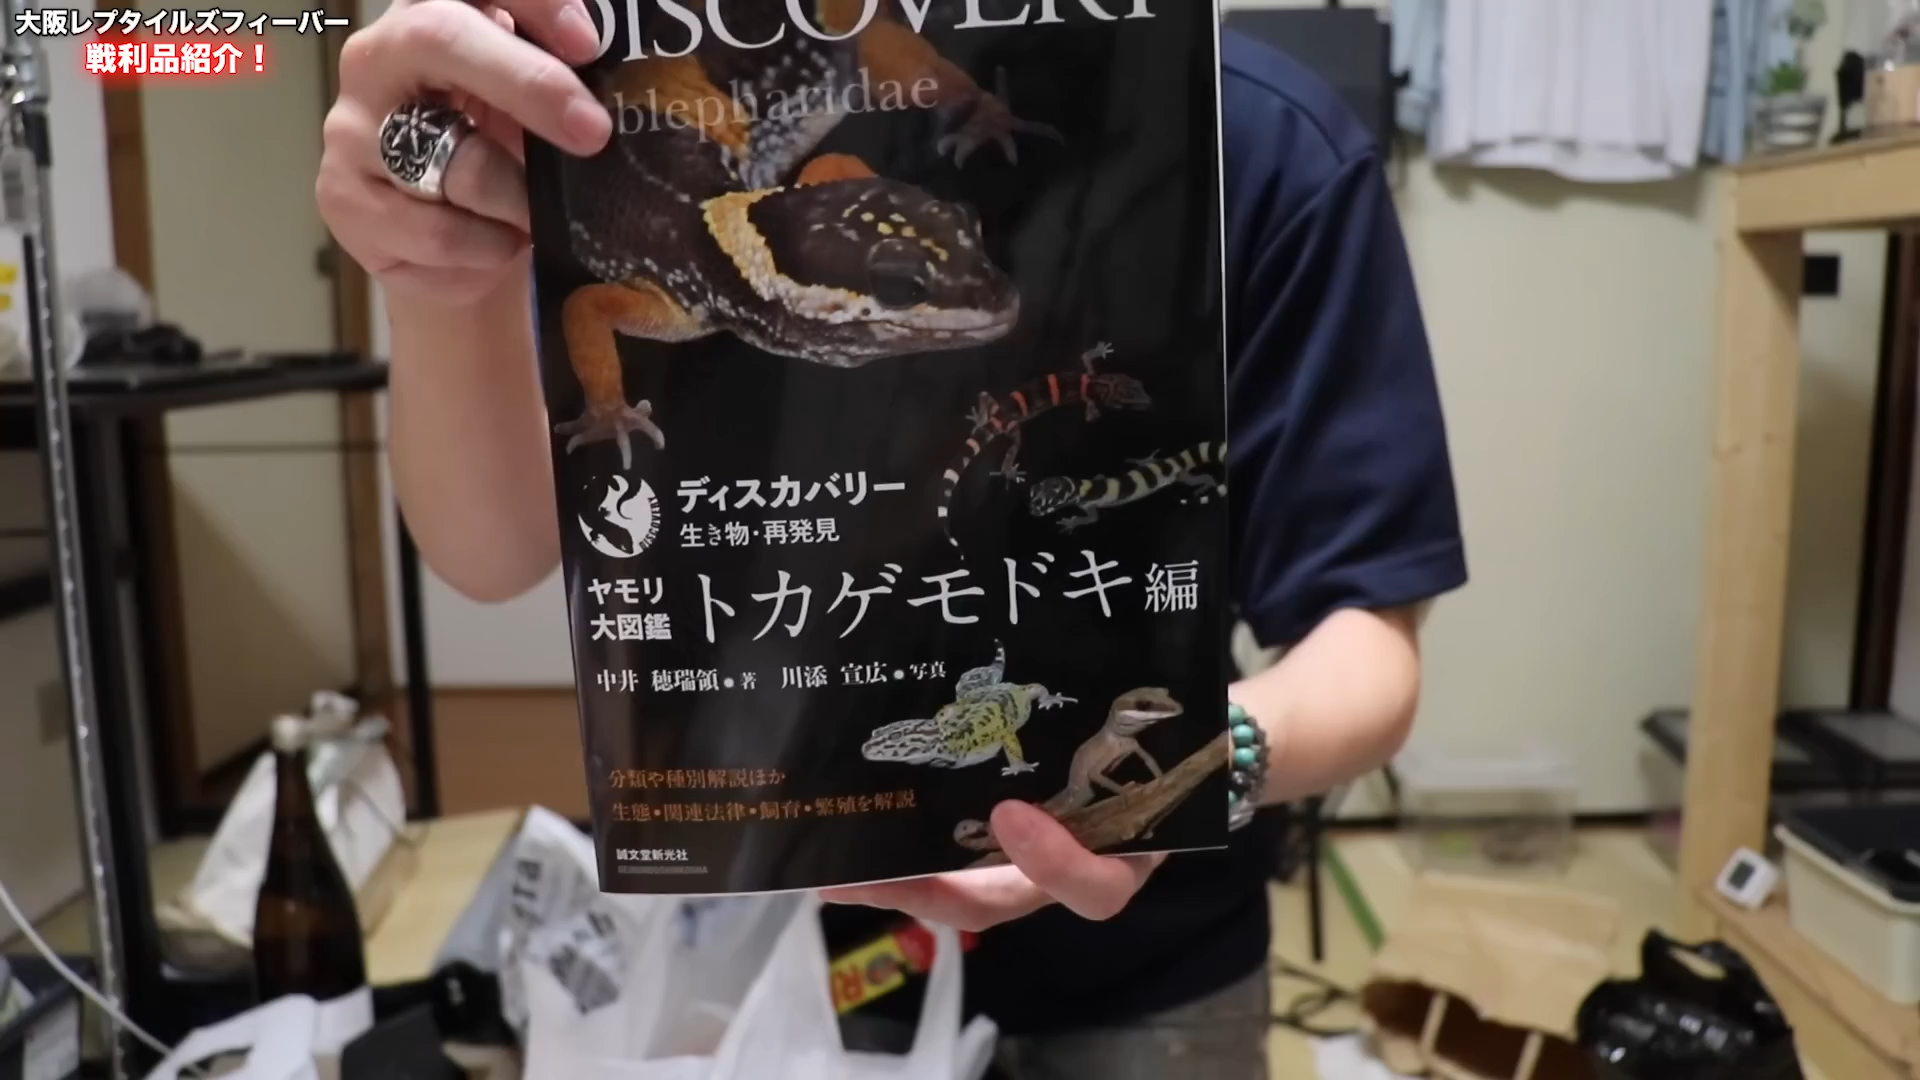 大阪レプタイルズフィーバー
戦利品紹介！
DISCOVERY
blepharidae
ディスカバリー
生き物・再発見
ヤモリ
大図鑑
トカゲモドキ編
中井 穂瑞領●著 川添 宣広●写真
分類や種別解説ほか
生態・関連法律・飼育・繁殖を解説
誠文堂新光社